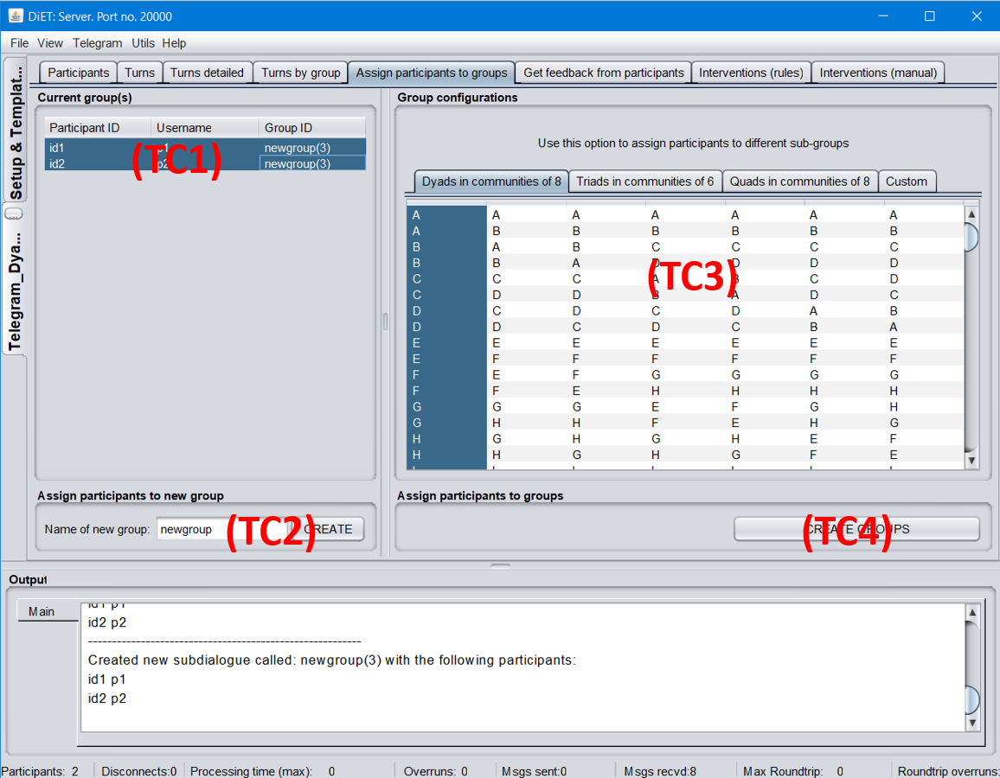 DiET: Server. Port no. 20000
File View Telegram Utils Help
Setup & Templat...
Telegram_Dya...
Participants Turns Turns detailed Turns by group Assign participants to groups Get feedback from participants Interventions (rules) Interventions (manual)
Current group(s)
Participant ID Username Group ID
id1 p1 newgroup(3)
id2 p2 newgroup(3)
(TC1)
Assign participants to new group
Name of new group: newgroup CREATE
(TC2)
Group configurations
Use this option to assign participants to different sub-groups
Dyads in communities of 8 Triads in communities of 6 Quads in communities of 8 Custom
A A A A A A A
A B B B B B B
B A B C C C C
B B A D D D D
C C C A B C D
C D D B A D C
D C D C D A B
D D C D C B A
E E E E E E E
E F F F F F F
F E F G G G G
F F E H H H H
G G G E F G H
G H H F E H G
H G H G H E F
H H G H G F E
(TC3)
Assign participants to groups
CREATE GROUPS
(TC4)
Output
Main
id1 p1
id2 p2
---------------------------------------------------------
Created new subdialogue called: newgroup(3) with the following participants:
id1 p1
id2 p2
Participants: 2 Disconnects:0 Processing time (max): 0 Overruns: 0 Msgs sent:0 Msgs recvd:8 Max Roundtrip: 0 Roundtrip overruns: